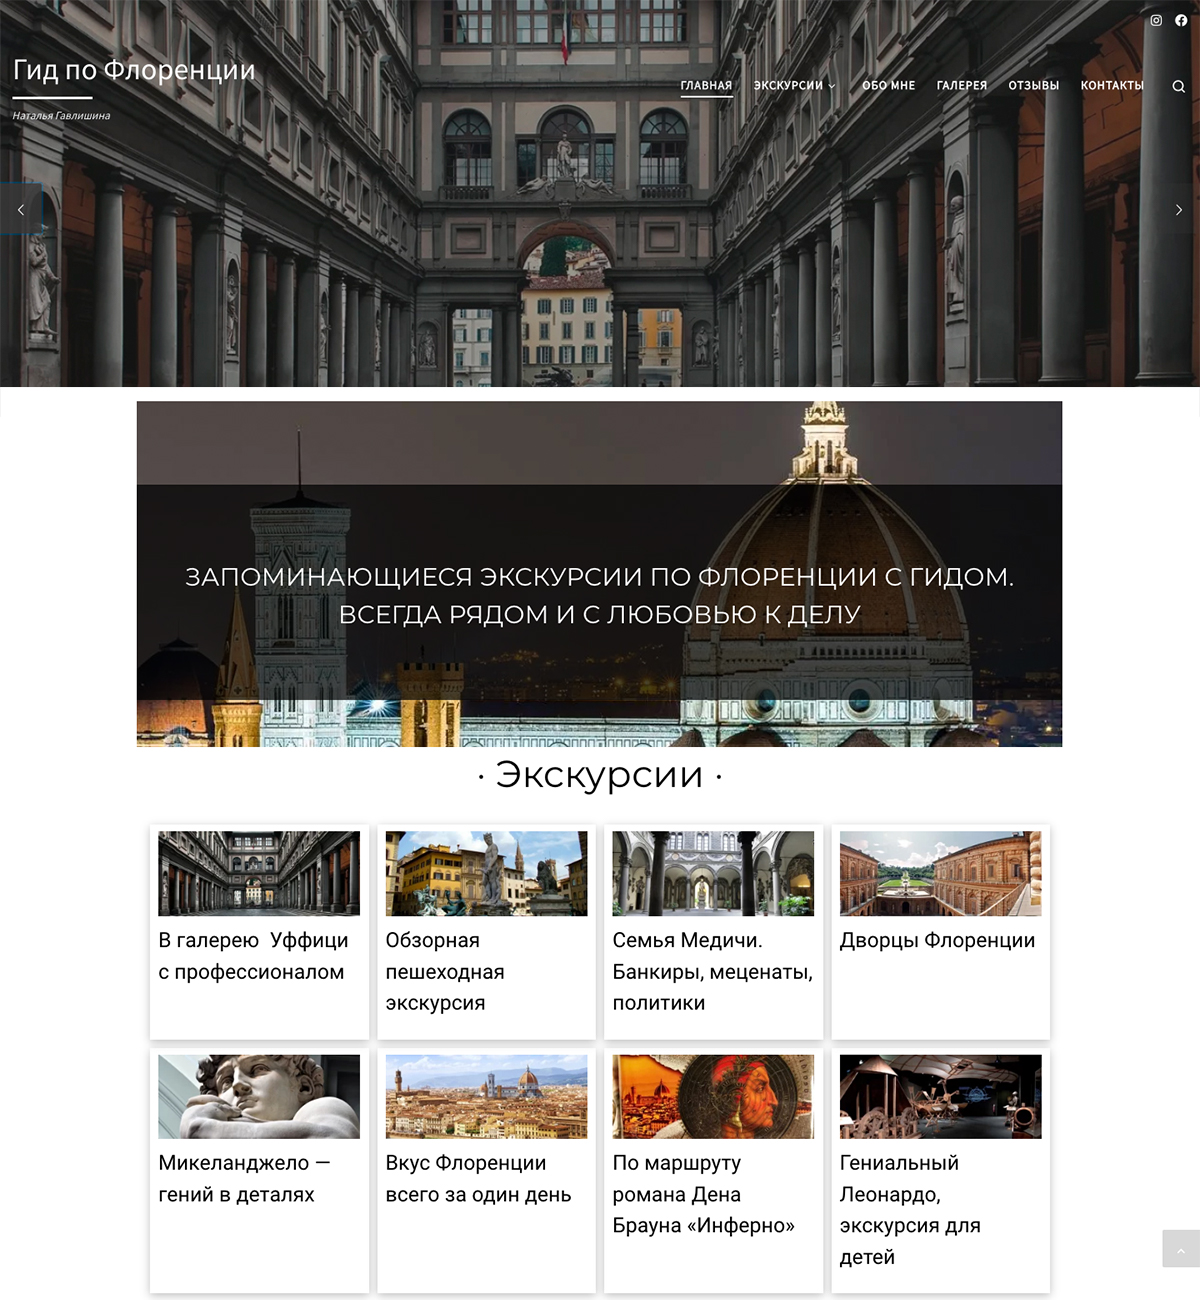 Гид по Флоренции
Наталья Гавлишина
ГЛАВНАЯ ЭКСКУРСИИ ОБО МНЕ ГАЛЕРЕЯ ОТЗЫВЫ КОНТАКТЫ
ЗАПОМИНАЮЩИЕСЯ ЭКСКУРСИИ ПО ФЛОРЕНЦИИ С ГИДОМ.
ВСЕГДА РЯДОМ И С ЛЮБОВЬЮ К ДЕЛУ
· Экскурсии ·
В галерею Уффици
с профессионалом
Обзорная
пешеходная
экскурсия
Семья Медичи.
Банкиры, меценаты,
политики
Дворцы Флоренции
Микеланджело —
гений в деталях
Вкус Флоренции
всего за один день
По маршруту
романа Дена
Брауна «Инферно»
Гениальный
Леонардо,
экскурсия для
детей